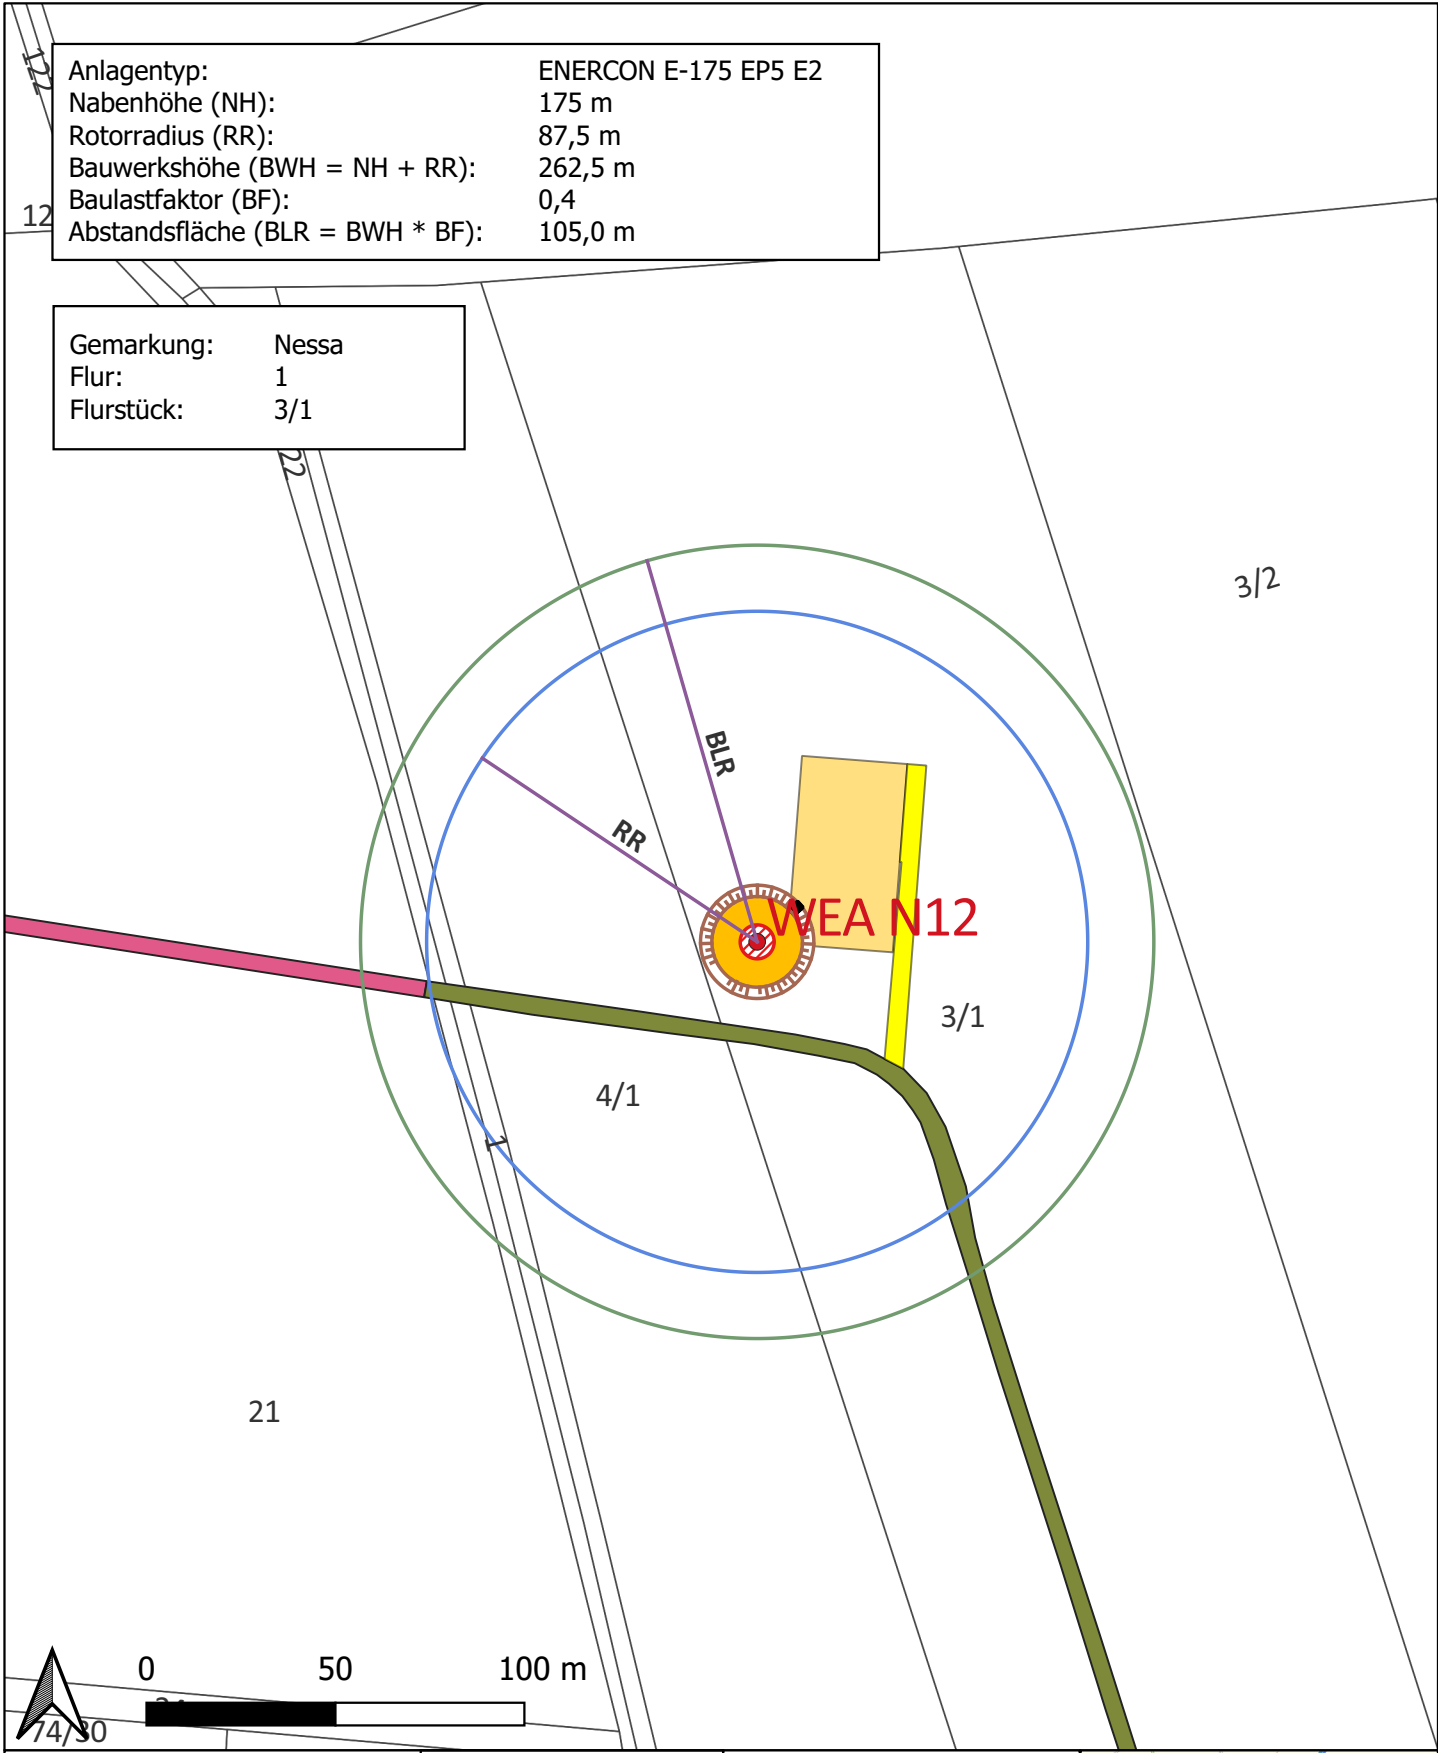 122
Anlagentyp: ENERCON E-175 EP5 E2
Nabenhöhe (NH): 175 m
Rotorradius (RR): 87,5 m
Bauwerkshöhe (BWH = NH + RR): 262,5 m
Baulastfaktor (BF): 0,4
Abstandsfläche (BLR = BWH * BF): 105,0 m
12
Gemarkung: Nessa
Flur: 1
Flurstück: 3/1
22
3/2
BLR
RR
WEA N12
3/1
4/1
1
21
0 50 100 m
74/30